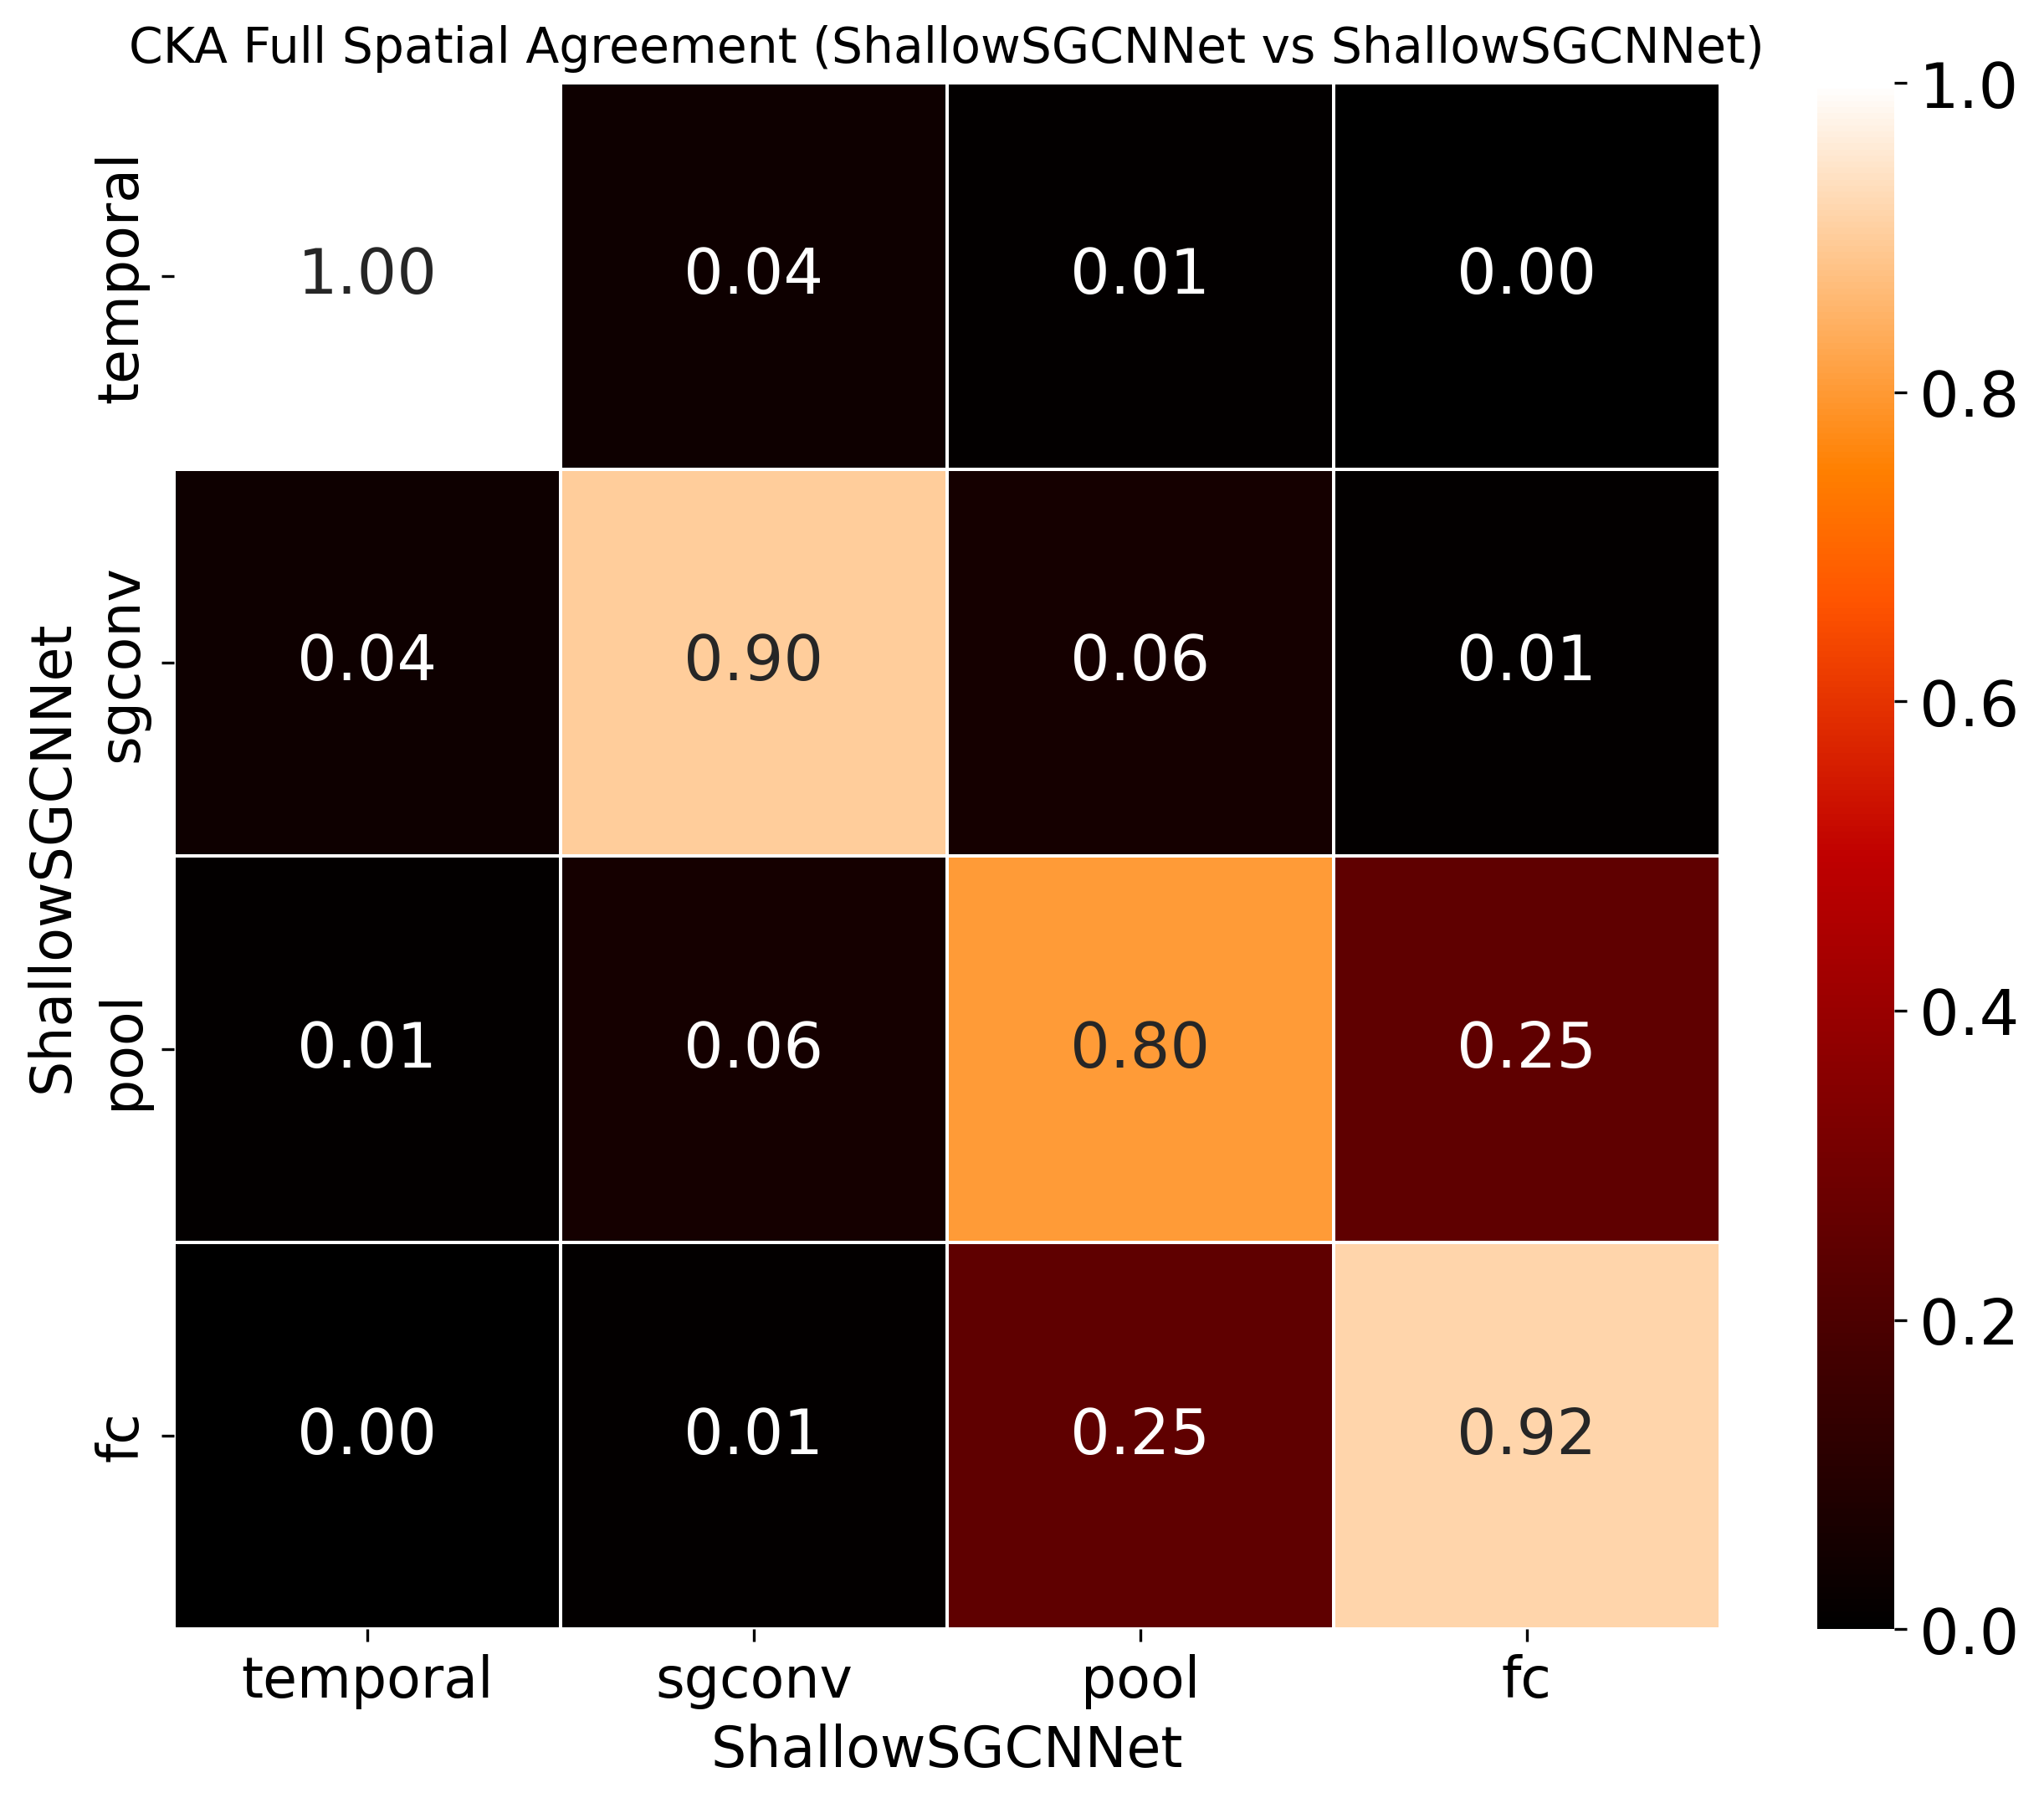 CKA Full Spatial Agreement (ShallowSGCNNet vs ShallowSGCNNet)
ShallowSGCNNet
temporal
1.00 0.04 0.01 0.00
sgconv
0.04 0.90 0.06 0.01
pool
0.01 0.06 0.80 0.25
fc
0.00 0.01 0.25 0.92
temporal sgconv pool fc
ShallowSGCNNet
1.0
0.8
0.6
0.4
0.2
0.0